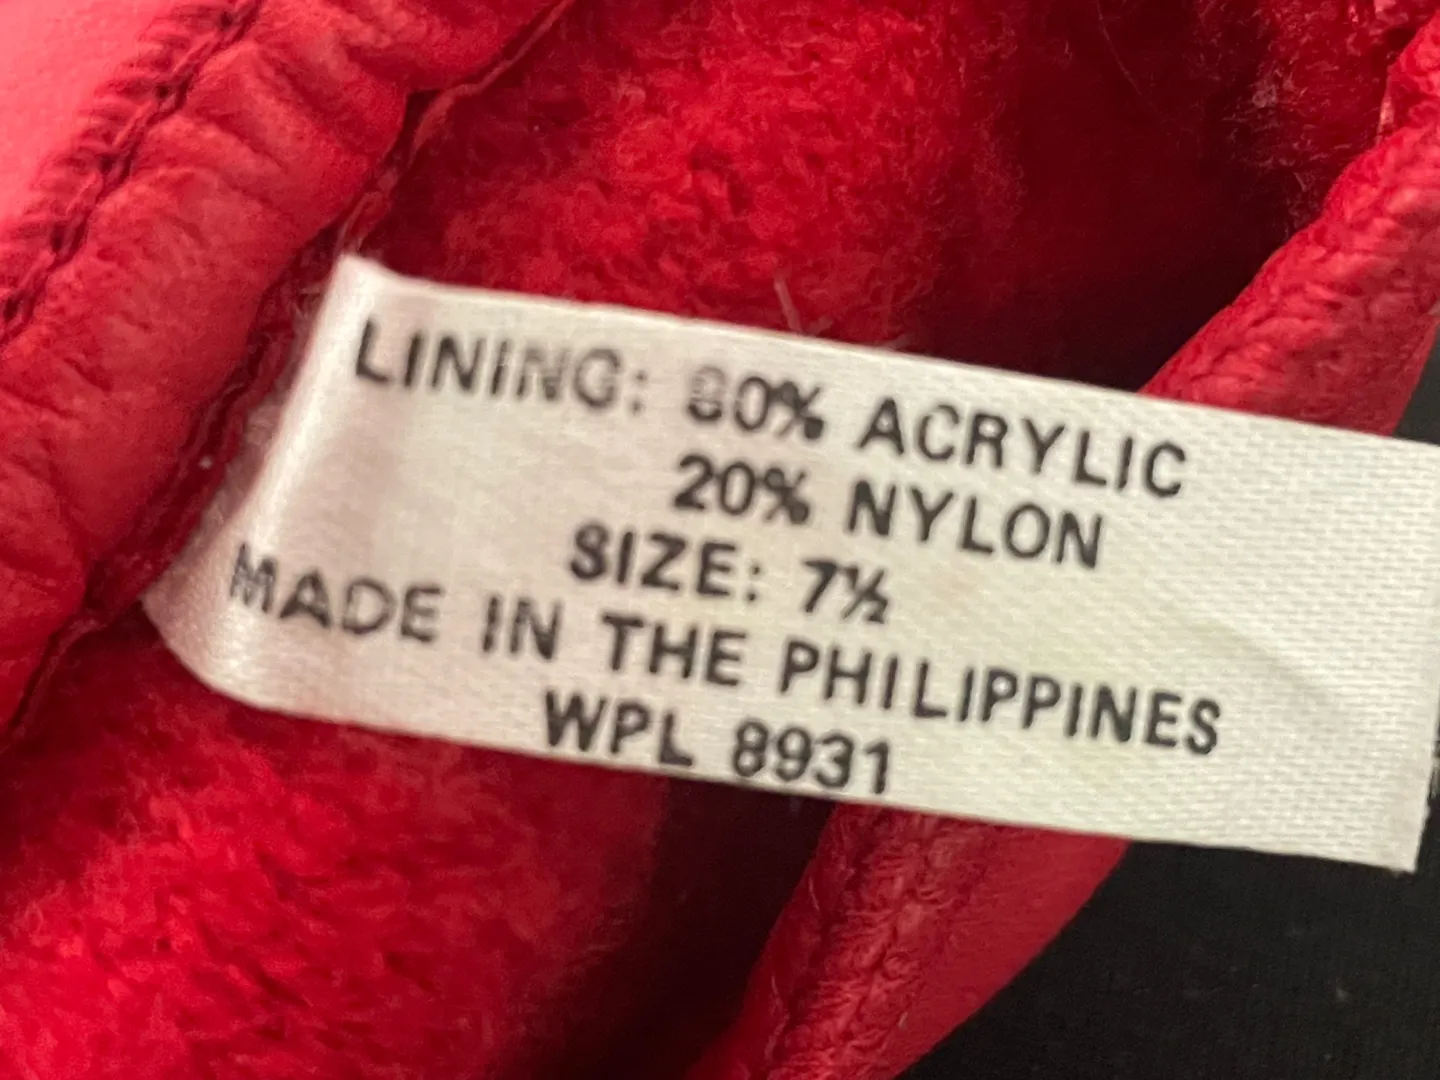 LINING: 80% ACRYLIC
20% NYLON
SIZE: 7½
MADE IN THE PHILIPPINES
WPL 8931